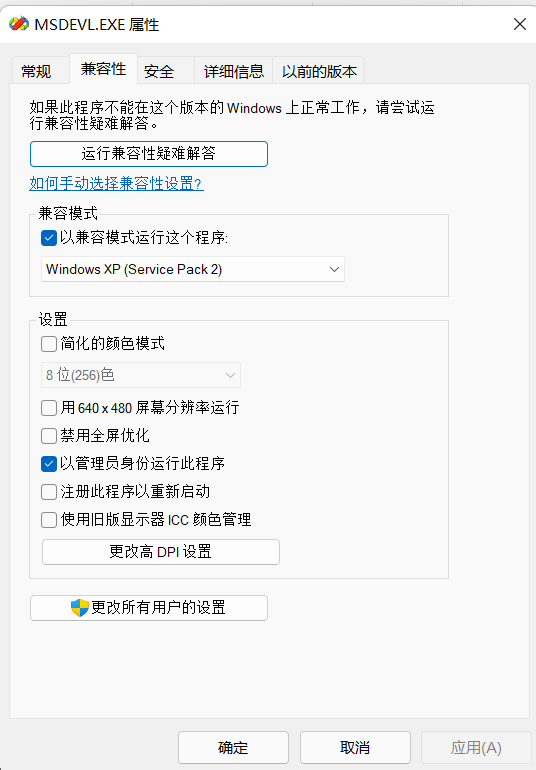 MSDEVL.EXE 属性
常规 兼容性 安全 详细信息 以前的版本
如果此程序不能在这个版本的 Windows 上正常工作，请尝试运
行兼容性疑难解答。
运行兼容性疑难解答
如何手动选择兼容性设置?
兼容模式
以兼容模式运行这个程序:
Windows XP (Service Pack 2)
设置
简化的颜色模式
8 位(256)色
用 640 x 480 屏幕分辨率运行
禁用全屏优化
以管理员身份运行此程序
注册此程序以重新启动
使用旧版显示器 ICC 颜色管理
更改高 DPI 设置
更改所有用户的设置
确定 取消 应用(A)